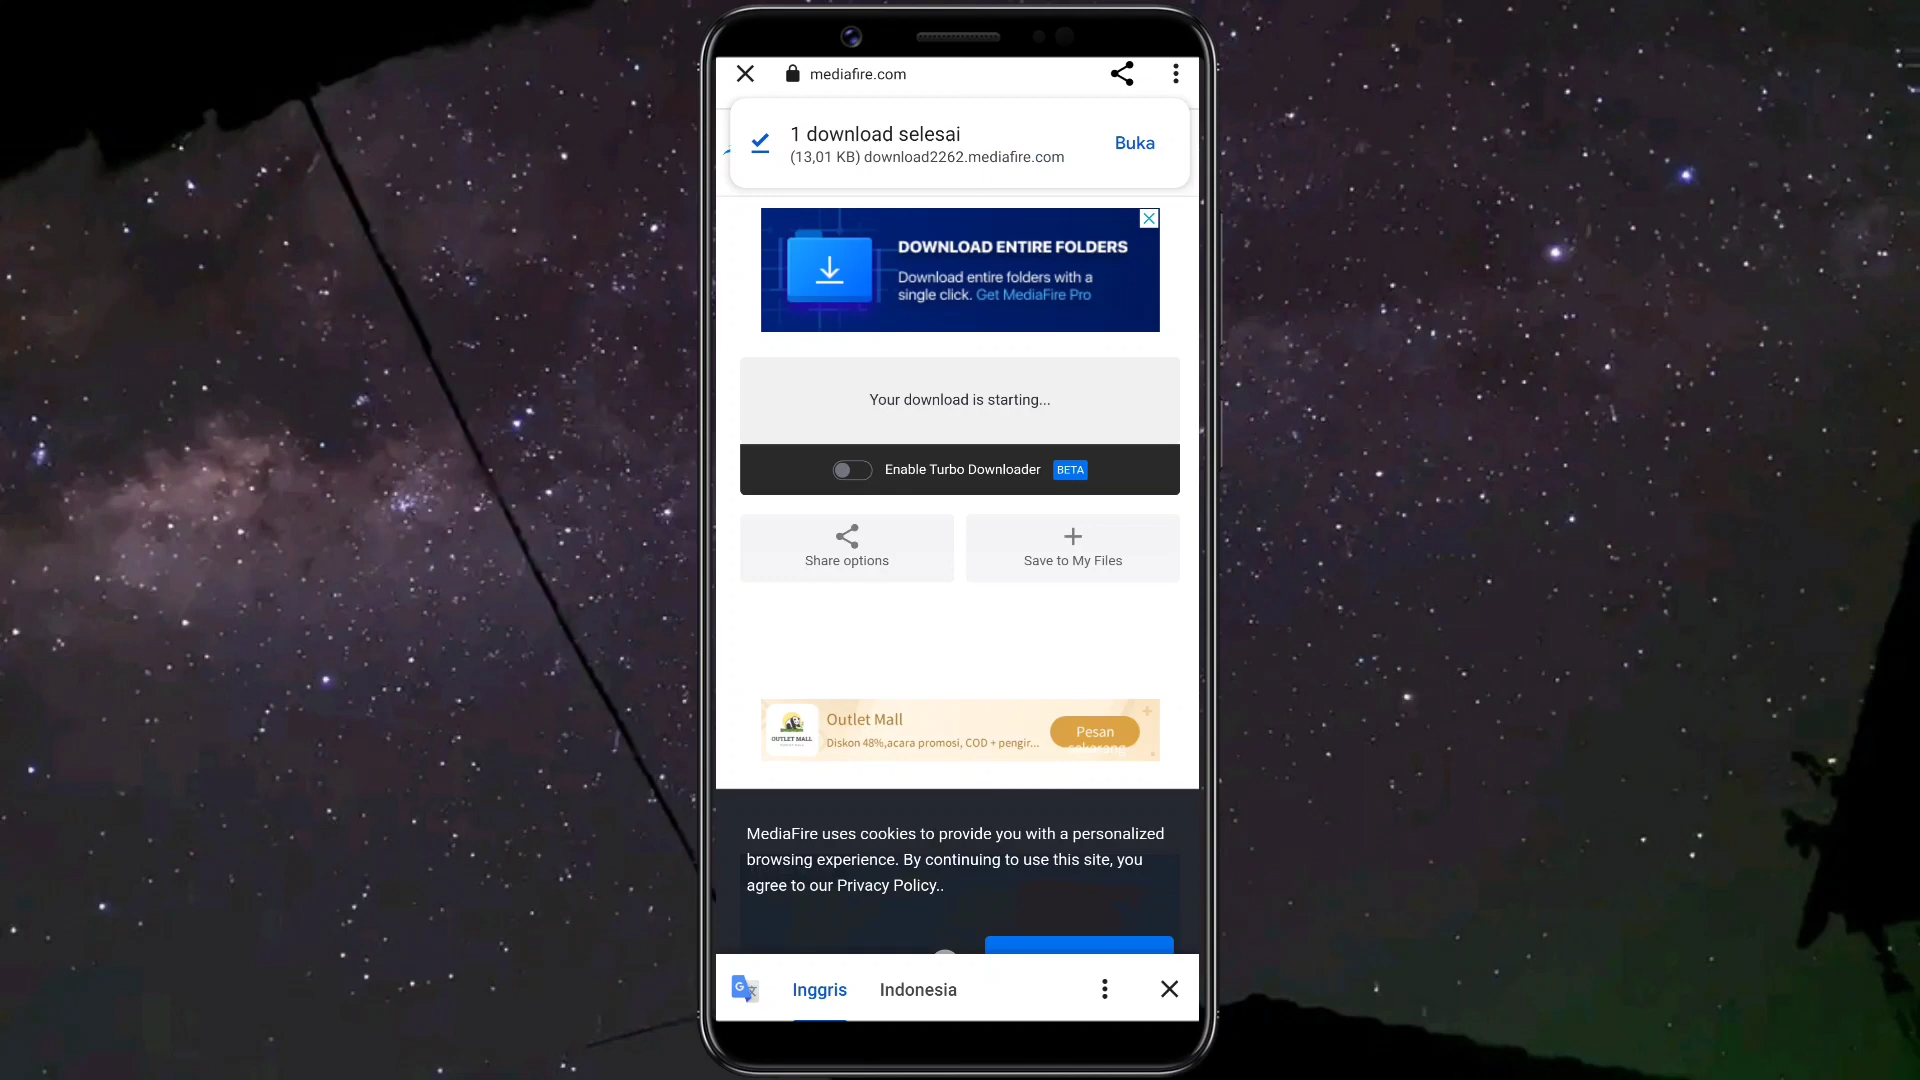 mediafire.com
1 download selesai
(13,01 KB) download2262.mediafire.com
Buka
DOWNLOAD ENTIRE FOLDERS
Download entire folders with a
single click. Get MediaFire Pro
Your download is starting...
Enable Turbo Downloader BETA
Share options
Save to My Files
OUTLET MALL
Outlet Mall
Diskon 48%,acara promosi, COD + pengir...
Pesan
sekarang
MediaFire uses cookies to provide you with a personalized
browsing experience. By continuing to use this site, you
agree to our Privacy Policy..
Inggris
Indonesia